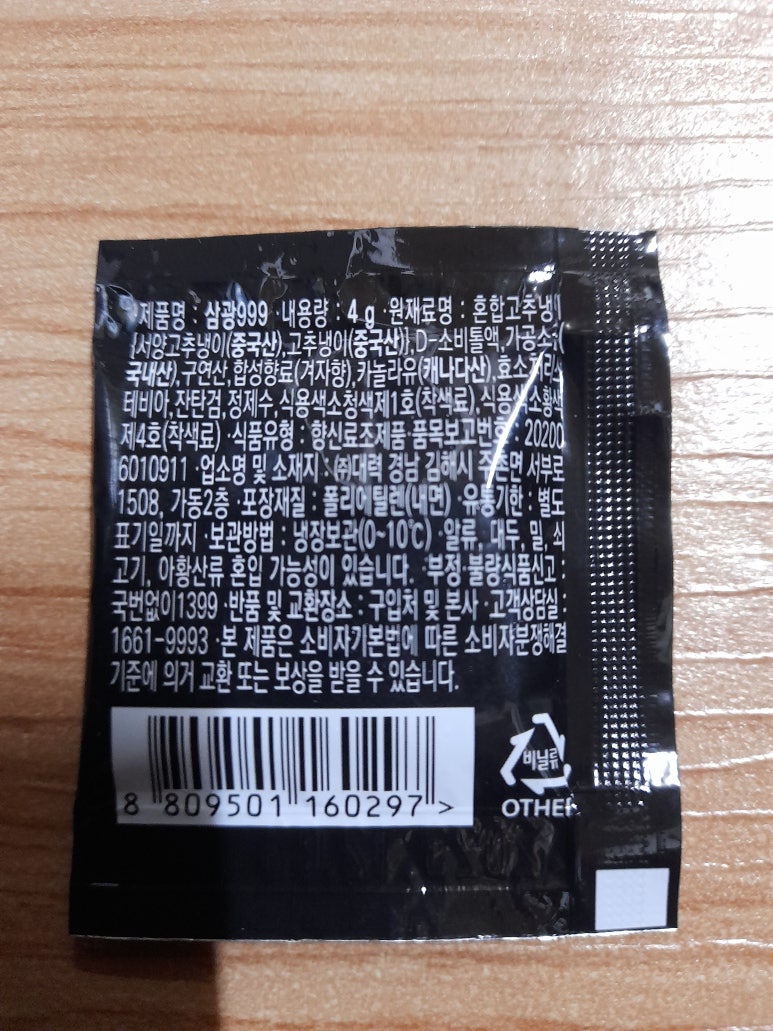 ·제품명 : 삼광999 ·내용량 : 4 g ·원재료명 : 혼합고추냉이
{서양고추냉이(중국산),고추냉이(중국산)},D-소비톨액,가공소금(
국내산),구연산,합성향료(겨자향),카놀라유(캐나다산),효소처리스
테비아,잔탄검,정제수,식용색소청색제1호(착색료),식용색소황색
제4호(착색료) ·식품유형 : 향신료조제품·품목보고번호 : 20200
6010911 ·업소명 및 소재지 : ㈜대력 경남 김해시 주촌면 서부로
1508, 가동2층 ·포장재질 : 폴리에틸렌(내면) ·유통기한 : 별도
표기일까지 ·보관방법 : 냉장보관(0~10℃) ·알류, 대두, 밀, 쇠
고기, 아황산류 혼입 가능성이 있습니다. ·부정·불량식품신고 :
국번없이1399 ·반품 및 교환장소 : 구입처 및 본사 ·고객상담실 :
1661-9993 ·본 제품은 소비자기본법에 따른 소비자분쟁해결
기준에 의거 교환 또는 보상을 받을 수 있습니다.
비닐류
OTHER
8 809501 160297 >